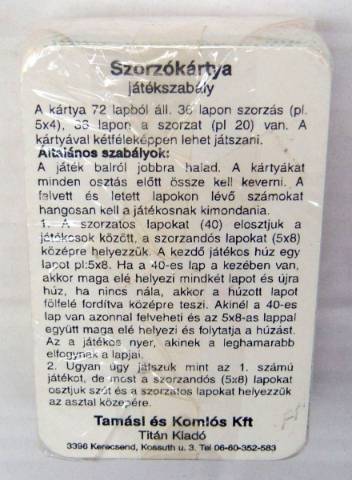 Szorzókártya
játékszabály
A kártya 72 lapból áll. 36 lapon szorzás (pl.
5x4), 36 lapon a szorzat (pl 20) van. A
kártyával kétféleképpen lehet játszani.
Általános szabályok:
A játék balról jobbra halad. A kártyákat
minden osztás előtt össze kell keverni. A
felvett és letett lapokon lévő számokat
hangosan kell a játékosnak kimondania.
1. A szorzatos lapokat (40) elosztjuk a
játékosok között, a szorzandós lapokat (5x8)
középre helyezzük. A kezdő játékos húz egy
lapot pl:5x8. Ha a 40-es lap a kezében van,
akkor maga elé helyezi mindkét lapot és újra
húz, ha nincs nála, akkor a húzott lapot
fölfelé fordítva középre teszi. Akinél a 40-es
lap van azonnal felveheti és az 5x8-as lappal
együtt maga elé helyezi és folytatja a húzást.
Az a játékos nyer, akinek a leghamarabb
elfogynak a lapjai.
2. Ugyan úgy játszuk mint az 1. számú
játékot, de most a szorzandós (5x8) lapokat
osztjuk szét és a szorzatos lapokat helyezzük
az asztal közepére.
Tamási és Komlós Kft
Titán Kiadó
3396 Kerecsend, Kossuth u. 3. Tel 06-60-352-583